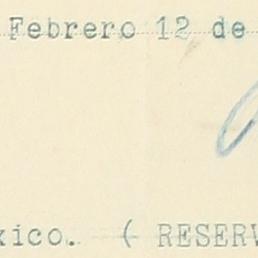 Febrero 12 de
xico. ( RESERV